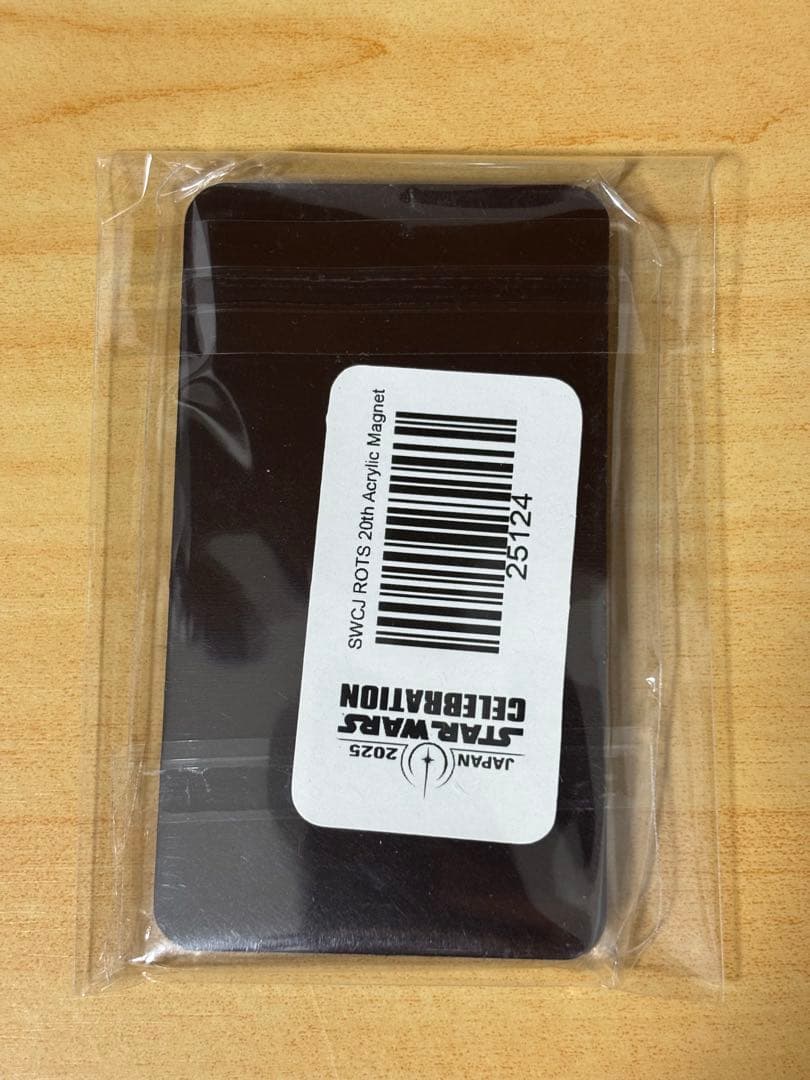 SWCJ ROTS 20th Acrylic Magnet
25124
JAPAN 2025
STAR WARS
CELEBRATION